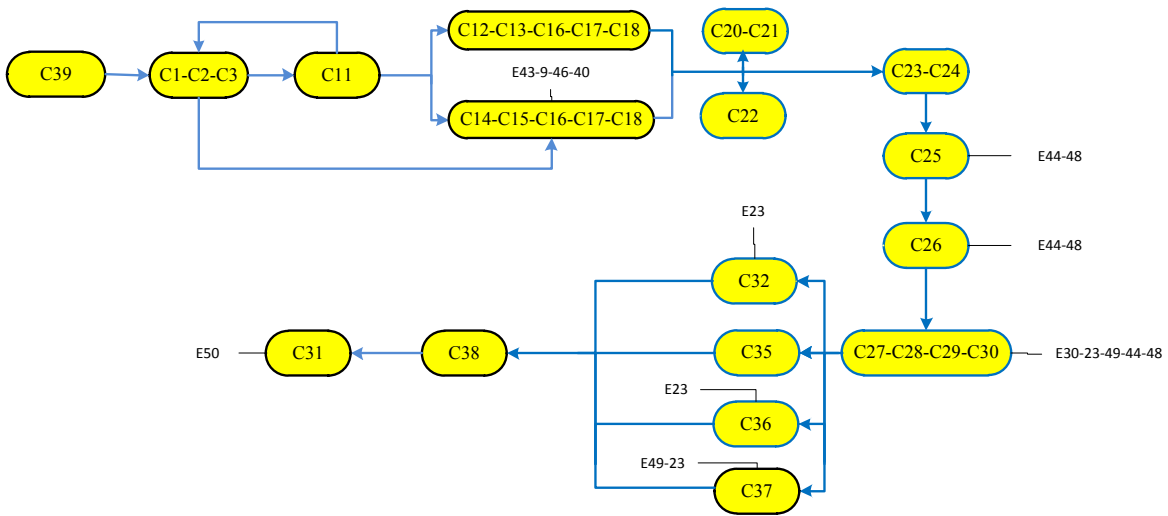 C39
C1-C2-C3
C11
C12-C13-C16-C17-C18
E43-9-46-40
C14-C15-C16-C17-C18
C20-C21
C22
C23-C24
C25
E44-48
C26
E44-48
C27-C28-C29-C30
E30-23-49-44-48
E23
C32
C35
E23
C36
E49-23
C37
C38
C31
E50